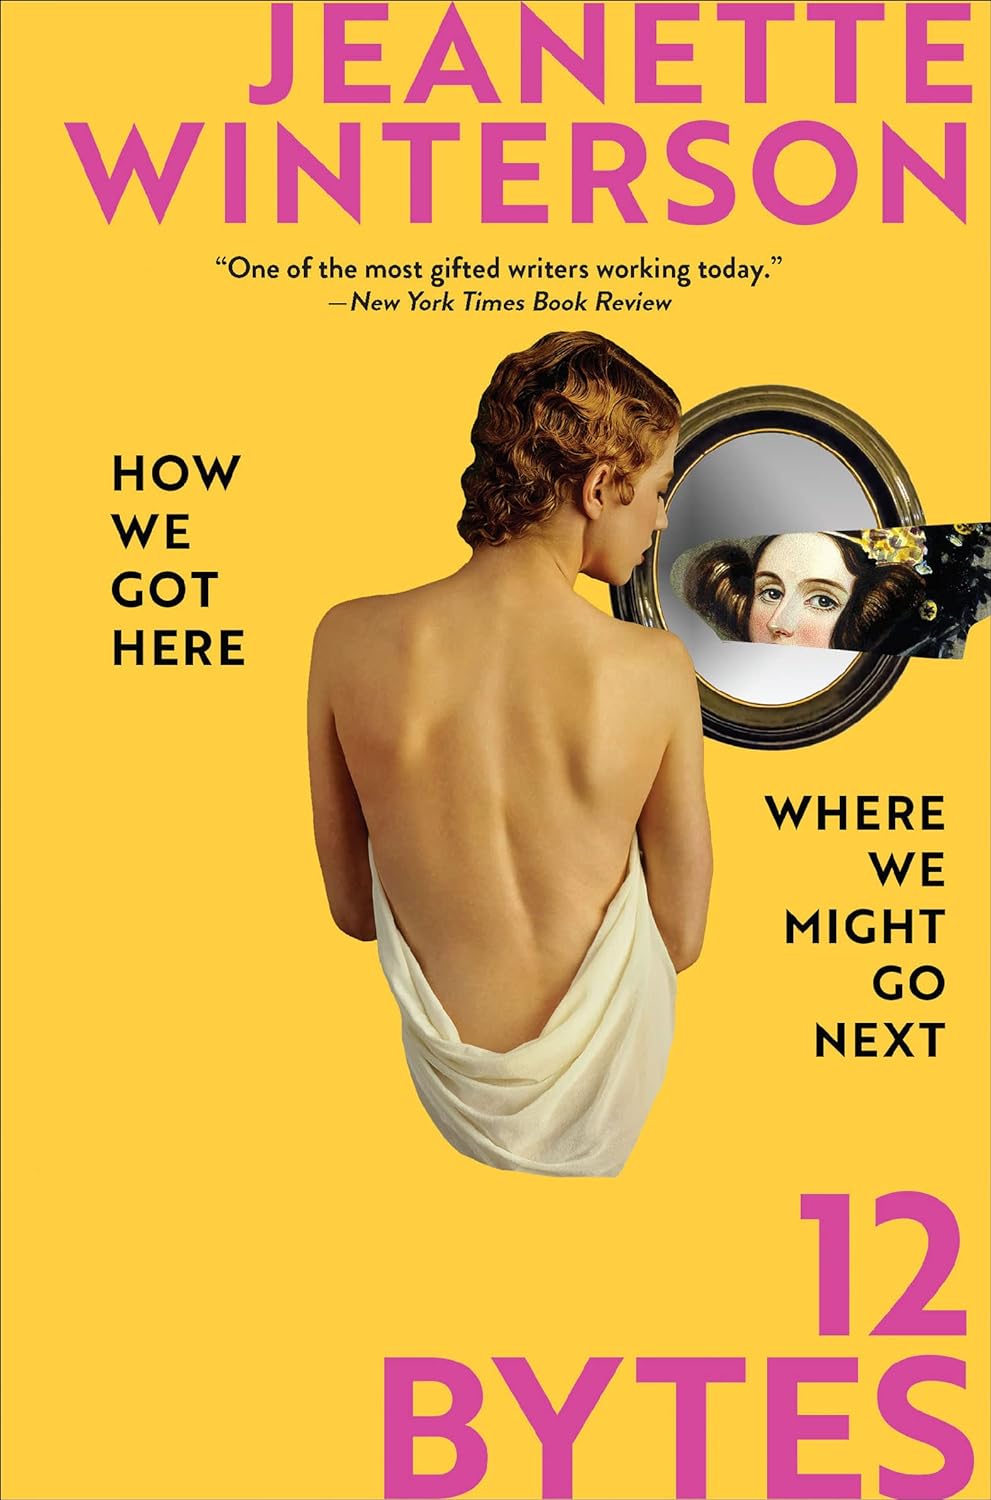 JEANETTE
WINTERSON
“One of the most gifted writers working today.”
—New York Times Book Review
HOW
WE
GOT
HERE
WHERE
WE
MIGHT
GO
NEXT
12
BYTES